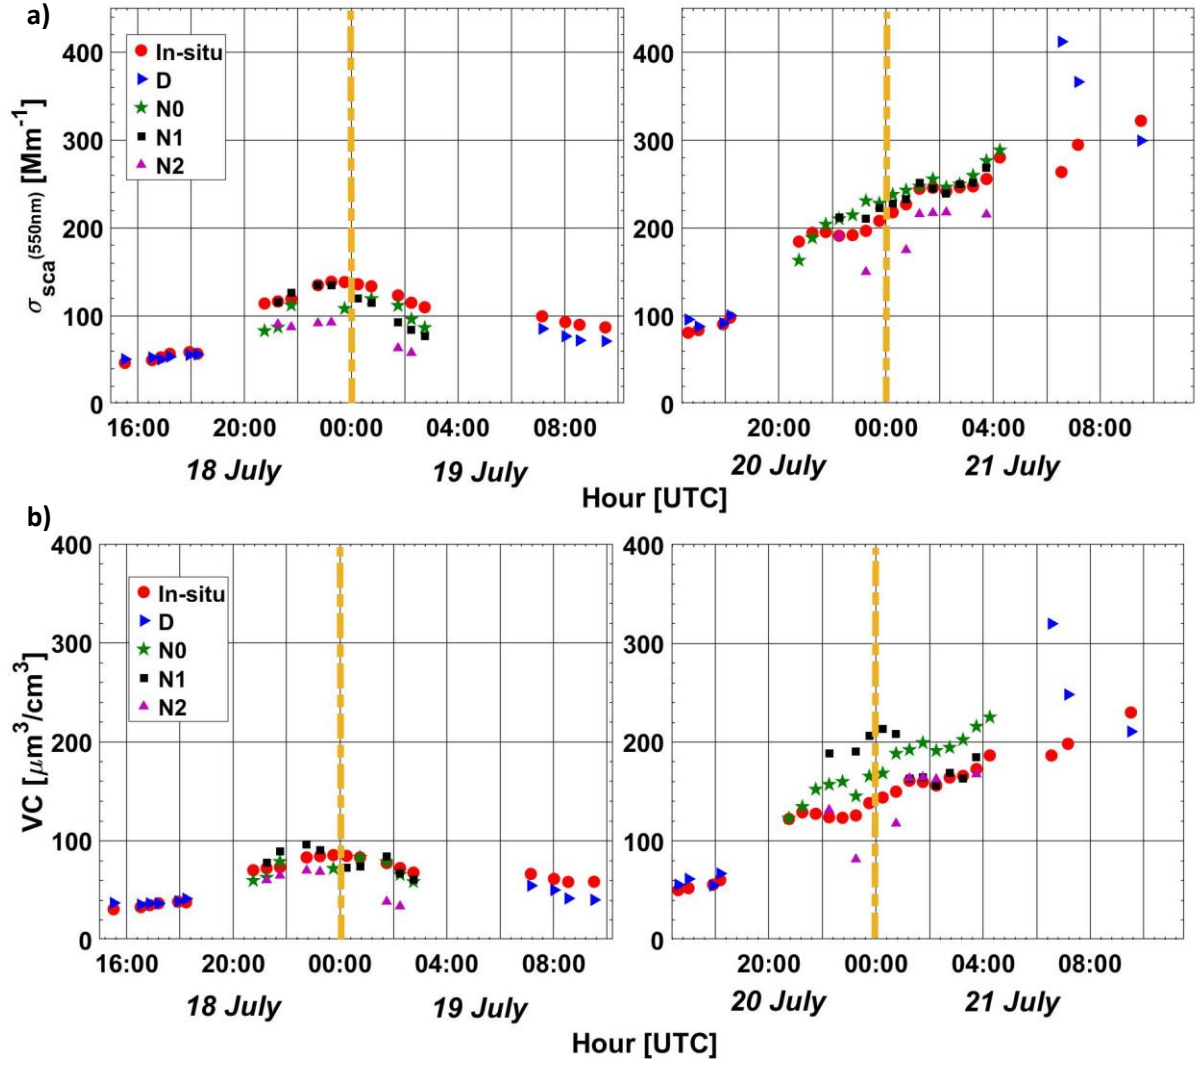 a)
σ sca(550nm) [Mm-1]
400
300
200
100
0
In-situ
D
N0
N1
N2
16:00 20:00 00:00 04:00 08:00
18 July 19 July
400
300
200
100
0
20:00 00:00 04:00 08:00
20 July 21 July
Hour [UTC]
b)
VC [μm3/cm3]
400
300
200
100
0
In-situ
D
N0
N1
N2
16:00 20:00 00:00 04:00 08:00
18 July 19 July
400
300
200
100
0
20:00 00:00 04:00 08:00
20 July 21 July
Hour [UTC]